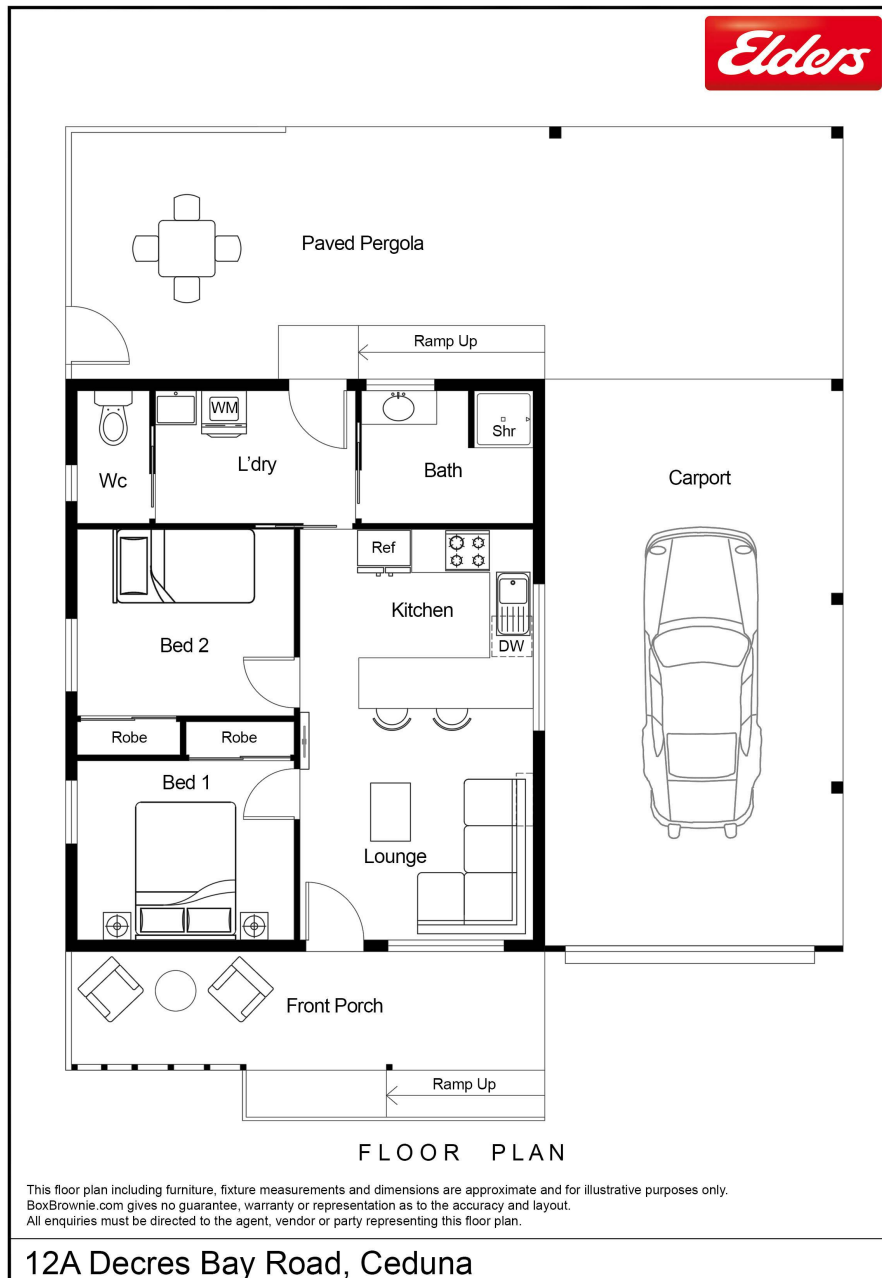 Elders
Paved Pergola
Ramp Up
WM
Shr
L'dry
Bath
Wc
Carport
Ref
Kitchen
Bed 2
DW
Robe
Robe
Bed 1
Lounge
Front Porch
Ramp Up
FLOOR PLAN
This floor plan including furniture, fixture measurements and dimensions are approximate and for illustrative purposes only.
BoxBrownie.com gives no guarantee, warranty or representation as to the accuracy and layout.
All enquiries must be directed to the agent, vendor or party representing this floor plan.
12A Decres Bay Road, Ceduna